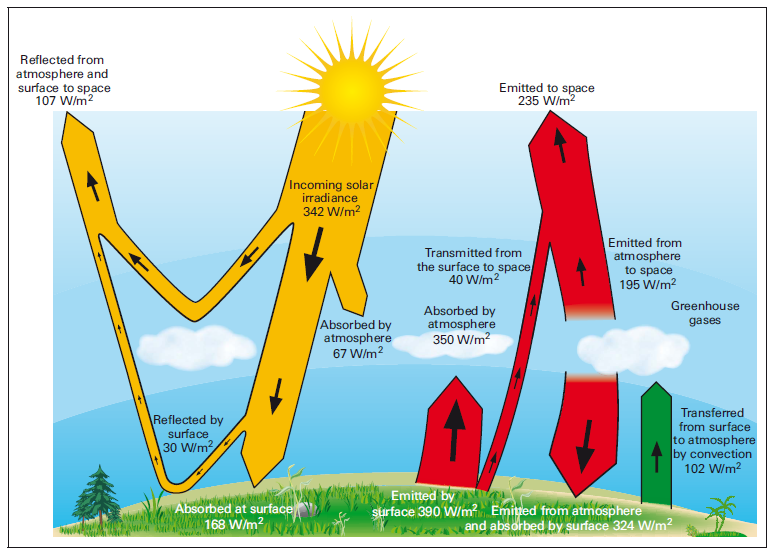 Reflected from
atmosphere and
surface to space
107 W/m²
Emitted to space
235 W/m²
Incoming solar
irradiance
342 W/m²
Transmitted from
the surface to space
40 W/m²
Emitted from
atmosphere
to space
195 W/m²
Greenhouse
gases
Absorbed by
atmosphere
67 W/m²
Absorbed by
atmosphere
350 W/m²
Reflected by
surface
30 W/m²
Transferred
from surface
to atmosphere
by convection
102 W/m²
Absorbed at surface
168 W/m²
Emitted by
surface 390 W/m²
Emitted from atmosphere
and absorbed by surface 324 W/m²